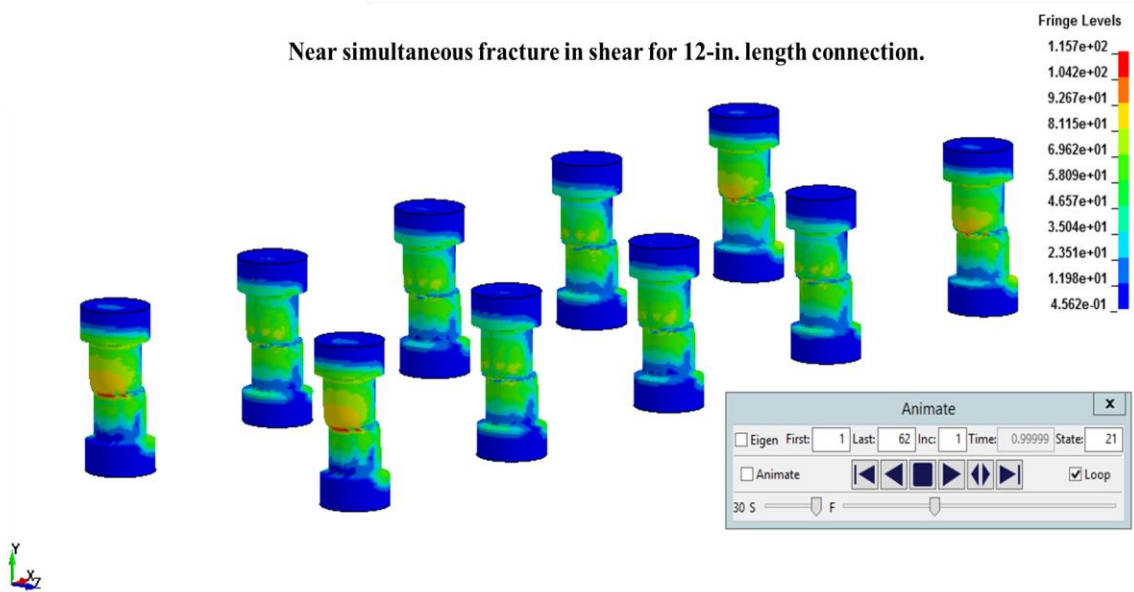 Fringe Levels
Near simultaneous fracture in shear for 12-in. length connection.
1.157e+02
1.042e+02
9.267e+01
8.115e+01
6.962e+01
5.809e+01
4.657e+01
3.504e+01
2.351e+01
1.198e+01
4.562e-01
Animate x
Eigen First: 1 Last: 62 Inc: 1 Time: 0.99999 State: 21
Animate Loop
30 S F
Y
X
Z